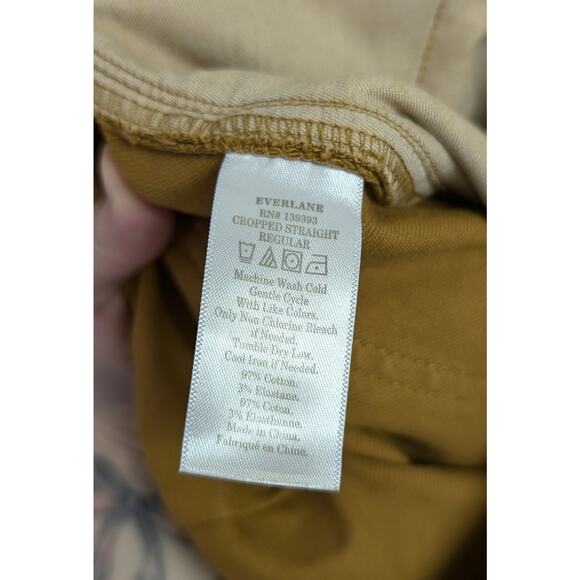 EVERLANE
RN# 139393
CROPPED STRAIGHT
REGULAR
Machine Wash Cold
Gentle Cycle
With Like Colors.
Only Non Chlorine Bleach
if Needed.
Tumble Dry Low.
Cool Iron if Needed.
97% Cotton.
3% Elastane.
97% Coton.
3% Élasthanne.
Made in China.
Fabriqué en Chine.